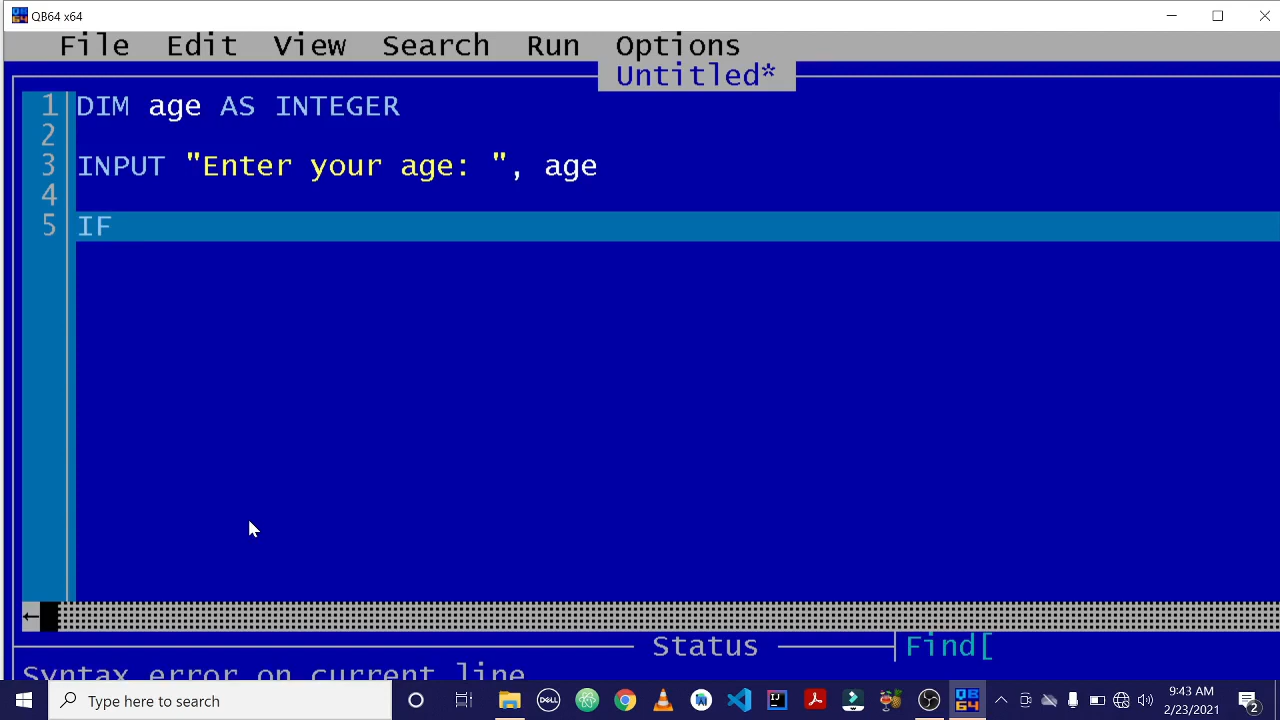 QB64 x64
File Edit View Search Run Options
Untitled*
1 DIM age AS INTEGER
2
3 INPUT "Enter your age: ", age
4
5 IF
Status
Find[
Syntax error on current line
Type here to search
9:43 AM
2/23/2021
2